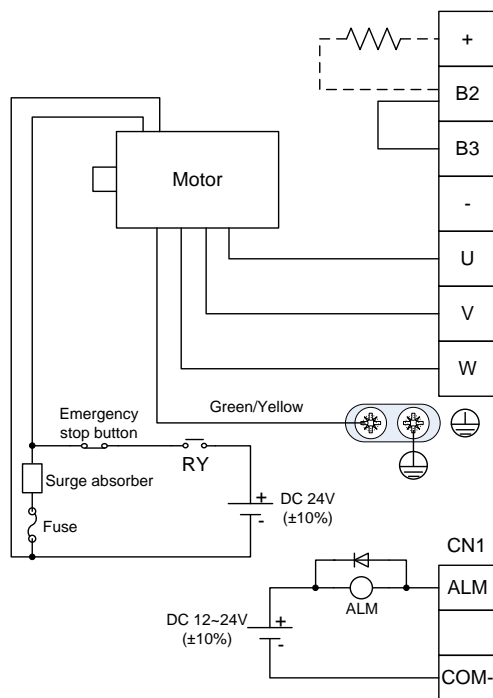 +
B2
B3
-
Motor
U
V
W
Green/Yellow
Emergency
stop button
RY
Surge absorber
+
-
DC 24V
(±10%)
Fuse
CN1
ALM
ALM
DC 12~24V
(±10%)
+
-
COM-